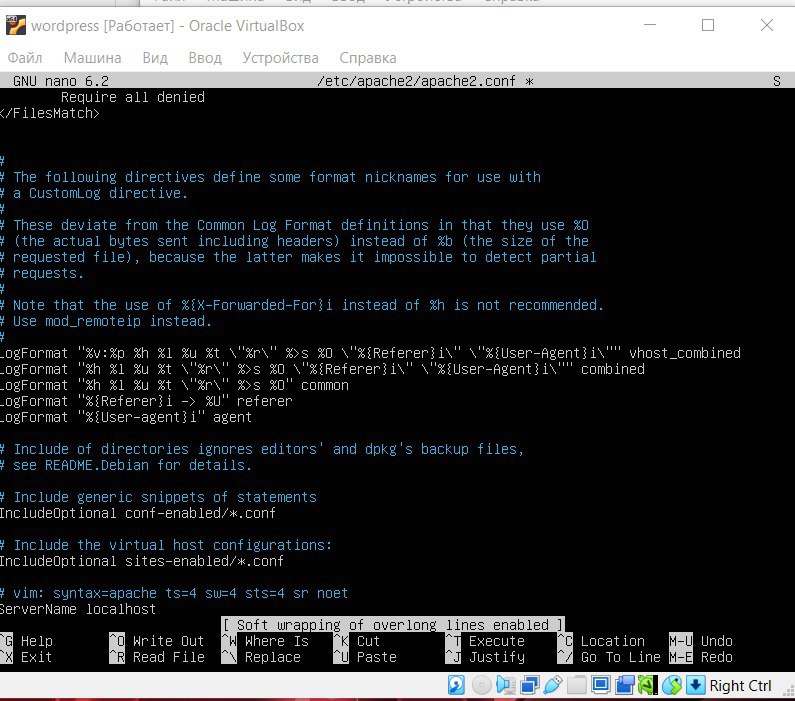 wordpress [Работает] - Oracle VirtualBox
Файл Машина Вид Ввод Устройства Справка
GNU nano 6.2 /etc/apache2/apache2.conf * S
Require all denied
</FilesMatch>
#
# The following directives define some format nicknames for use with
# a CustomLog directive.
#
# These deviate from the Common Log Format definitions in that they use %O
# (the actual bytes sent including headers) instead of %b (the size of the
# requested file), because the latter makes it impossible to detect partial
# requests.
#
# Note that the use of %{X-Forwarded-For}i instead of %h is not recommended.
# Use mod_remoteip instead.
#
LogFormat "%v:%p %h %l %u %t \"%r\" %>s %O \"%{Referer}i\" \"%{User-Agent}i\"" vhost_combined
LogFormat "%h %l %u %t \"%r\" %>s %O \"%{Referer}i\" \"%{User-Agent}i\"" combined
LogFormat "%h %l %u %t \"%r\" %>s %O" common
LogFormat "%{Referer}i -> %U" referer
LogFormat "%{User-agent}i" agent
# Include of directories ignores editors' and dpkg's backup files,
# see README.Debian for details.
# Include generic snippets of statements
IncludeOptional conf-enabled/*.conf
# Include the virtual host configurations:
IncludeOptional sites-enabled/*.conf
# vim: syntax=apache ts=4 sw=4 sts=4 sr noet
ServerName localhost
[ Soft wrapping of overlong lines enabled ]
^G Help ^O Write Out ^W Where Is ^K Cut ^T Execute ^C Location M-U Undo
^X Exit ^R Read File ^\ Replace ^U Paste ^J Justify ^/ Go To Line M-E Redo
Right Ctrl